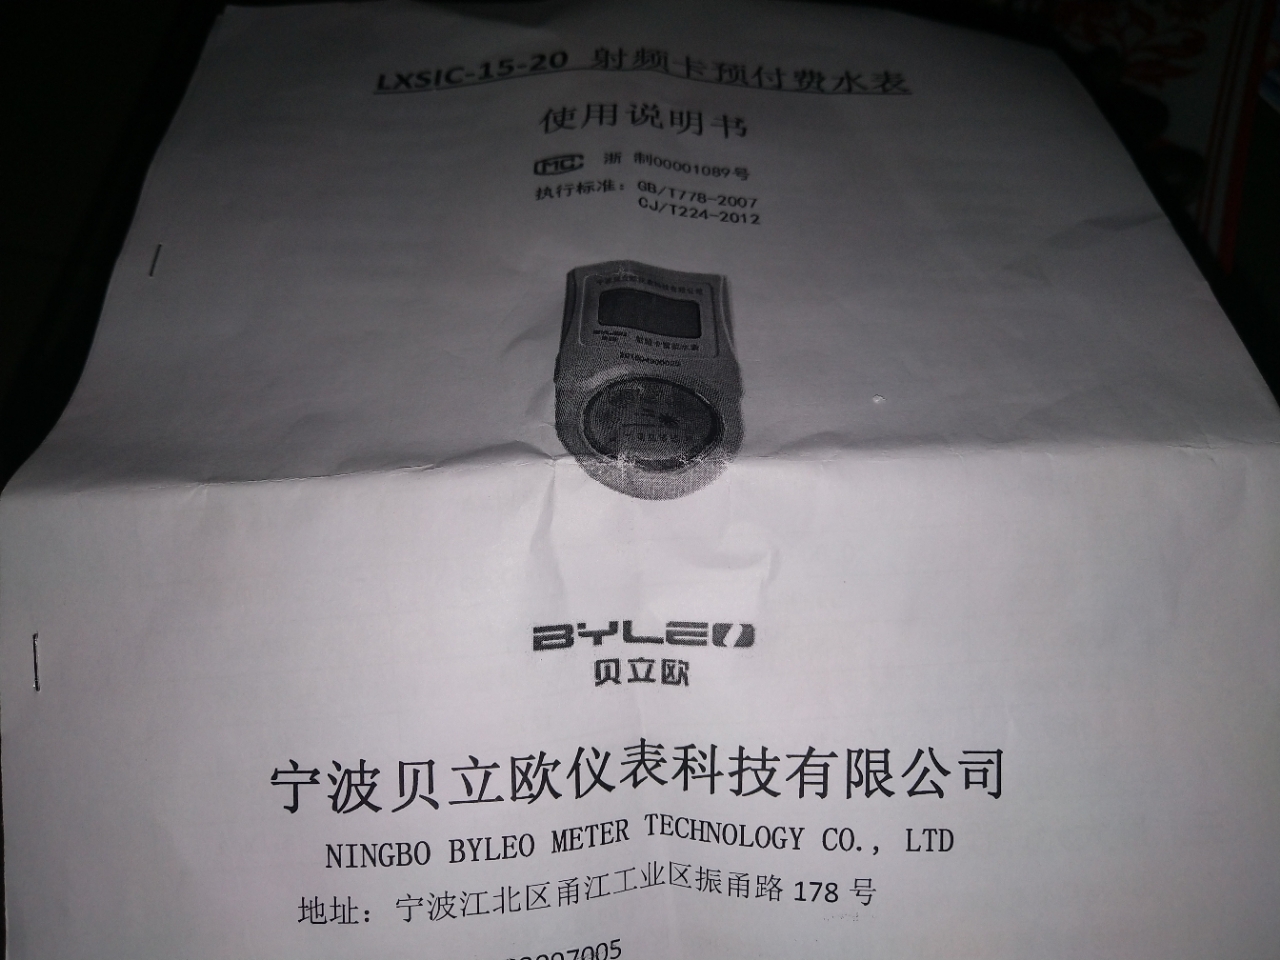 LXSIC-15-20 射频卡预付费水表
使用说明书
CMC 浙 制00001089号
执行标准：GB/T778-2007
CJ/T224-2012
BYLEO
贝立欧
宁波贝立欧仪表科技有限公司
NINGBO BYLEO METER TECHNOLOGY CO., LTD
地址：宁波江北区甬江工业区振甬路 178 号